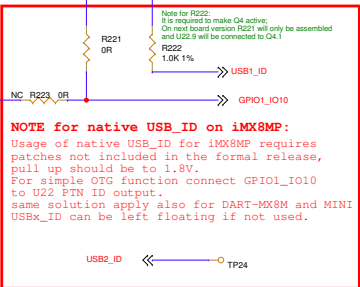 Note for R222:
It is required to make Q4 active;
On next board version R221 will only be assembled
and U22.9 will be connected to Q4.1
R221
0R
R222
1.0K 1%
USB1_ID
NC R223 0R
GPIO1_IO10
NOTE for native USB_ID on iMX8MP:
Usage of native USB_ID for iMX8MP requires
patches not included in the formal release,
pull up should be to 1.8V.
For simple OTG function connect GPIO1_IO10
to U22 PTN ID output.
same solution apply also for DART-MX8M and MINI
USBx_ID can be left floating if not used.
USB2_ID
TP24